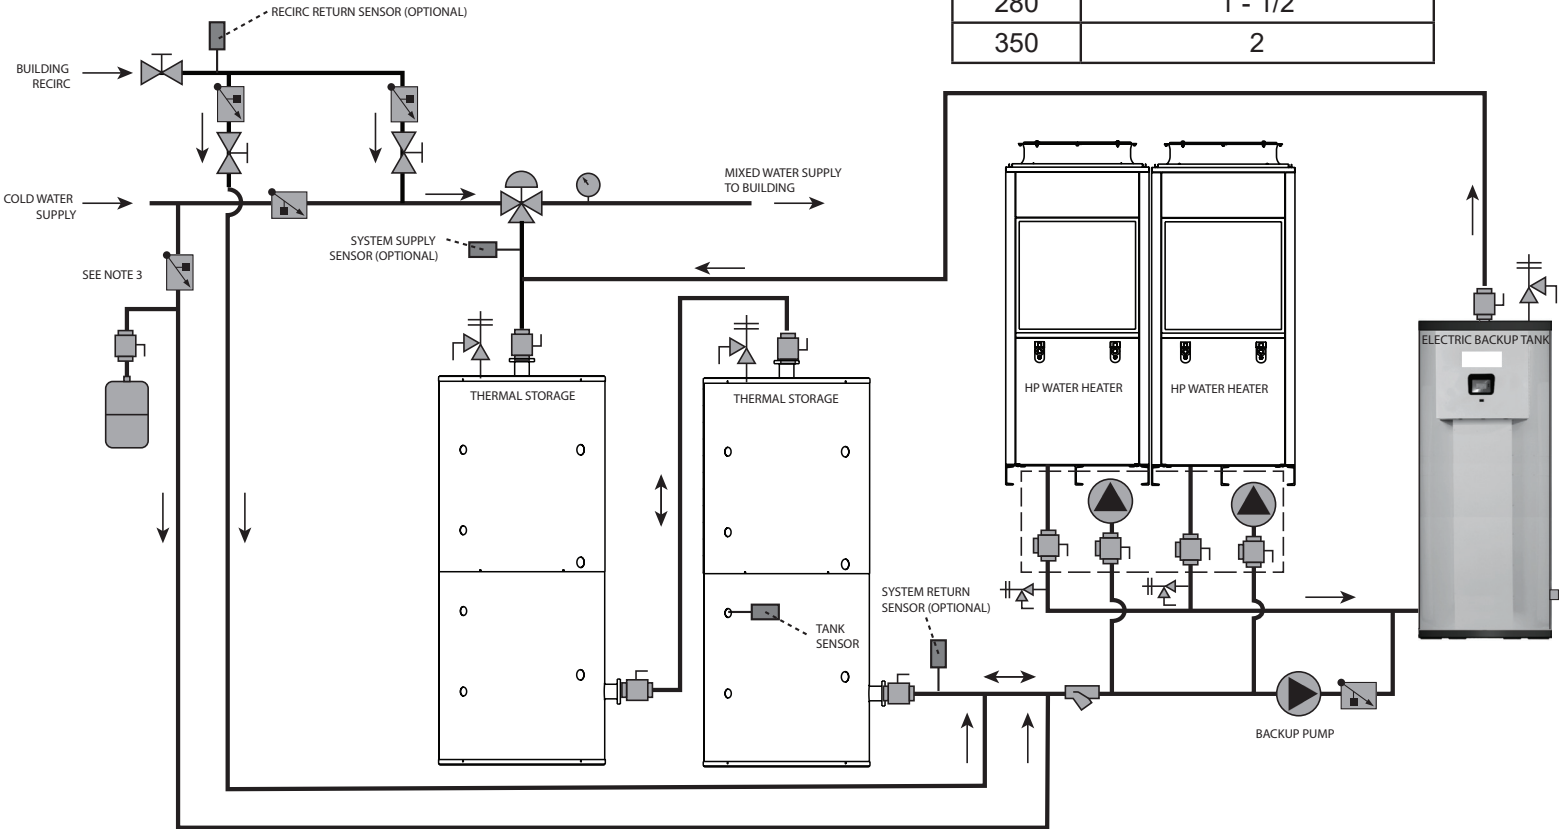 RECIRC RETURN SENSOR (OPTIONAL)
280 1 - 1/2
350 2
BUILDING
RECIRC
COLD WATER
SUPPLY
MIXED WATER SUPPLY
TO BUILDING
SYSTEM SUPPLY
SENSOR (OPTIONAL)
SEE NOTE 3
THERMAL STORAGE
THERMAL STORAGE
HP WATER HEATER
HP WATER HEATER
ELECTRIC BACKUP TANK
SYSTEM RETURN
SENSOR (OPTIONAL)
TANK
SENSOR
BACKUP PUMP